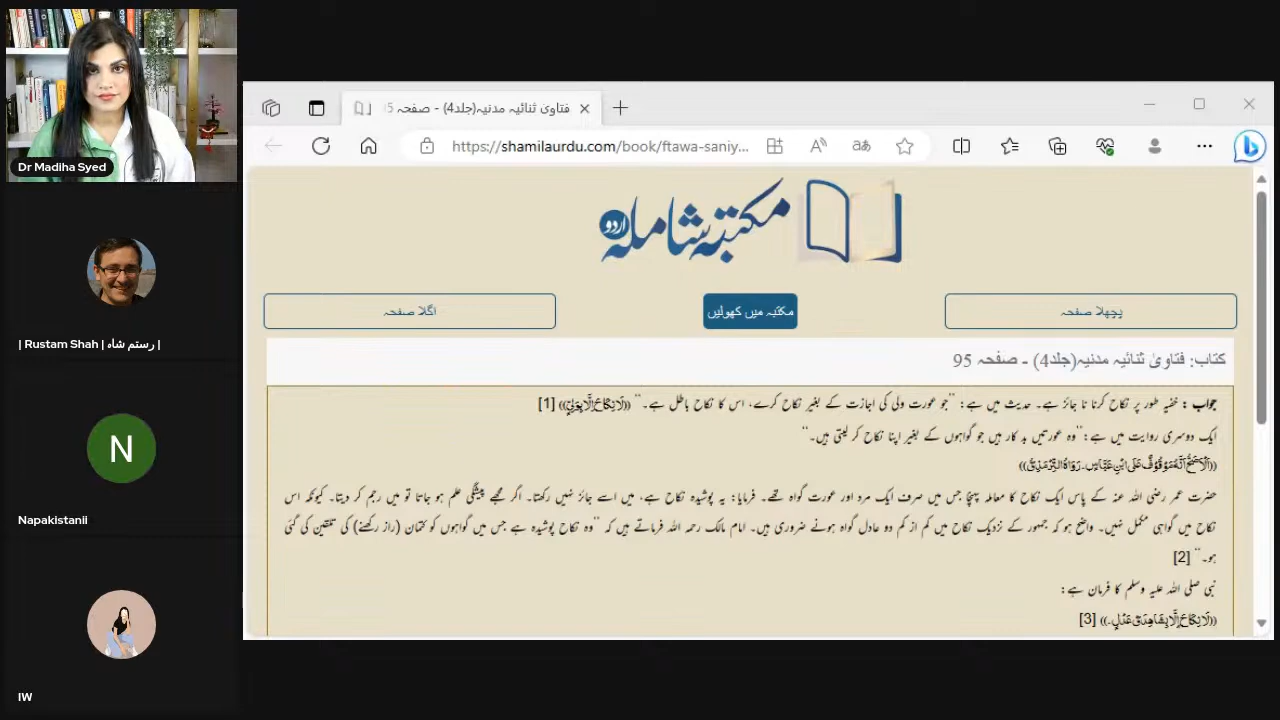 Dr Madiha Syed
| Rustam Shah | رستم شاہ |
N
Napakistanii
IW
فتاویٰ ثنائیہ مدنیہ(جلد4) - صفحہ 95
https://shamilaurdu.com/book/ftawa-saniy...
مکتبہ شاملہ اردو
پچھلا صفحہ
مکتبہ میں کھولیں
اگلا صفحہ
کتاب: فتاویٰ ثنائیہ مدنیہ(جلد4) - صفحہ 95
جواب : خفیہ طور پر نکاح کرنا نا جائز ہے۔ حدیث میں ہے: ’’جو عورت ولی کی اجازت کے بغیر نکاح کرے، اس کا نکاح باطل ہے۔‘‘ ((لَا نِکَاحَ إِلَّا بِوَلِیٍّ)) [1]
ایک دوسری روایت میں ہے:’’وہ عورتیں بد کار ہیں جو گواہوں کے بغیر اپنا نکاح کر لیتی ہیں۔‘‘
((اَلْاَصَحُّ اَنَّہٗ مَوْقُوْفٌ عَلَی ابْنِ عَبَّاسٍ۔ رَوَاہُ التِّرْمَذِیُّ))
حضرت عمر رضی اللہ عنہ کے پاس ایک نکاح کا معاملہ پہنچا جس میں صرف ایک مرد اور عورت گواہ تھے۔ فرمایا: یہ پوشیدہ نکاح ہے، میں اسے جائز نہیں رکھتا۔ اگر مجھے پیشگی علم ہو جاتا تو میں رجم کر دیتا۔ کیونکہ اس
نکاح میں گواہی مکمل نہیں۔ واضح ہو کہ جمہور کے نزدیک نکاح میں کم از کم دو عادل گواہ ہونے ضروری ہیں۔ امام مالک رحمہ اللہ فرماتے ہیں کہ ’’وہ نکاح پوشیدہ ہے جس میں گواہوں کو کتمان (راز رکھنے) کی تلقین کی گئی
ہو۔‘‘ [2]
نبی صلی اللہ علیہ وسلم کا فرمان ہے:
((لَا نِکَاحَ إِلَّا بِشَاھِدَیْ عَدْلٍ۔)) [3]